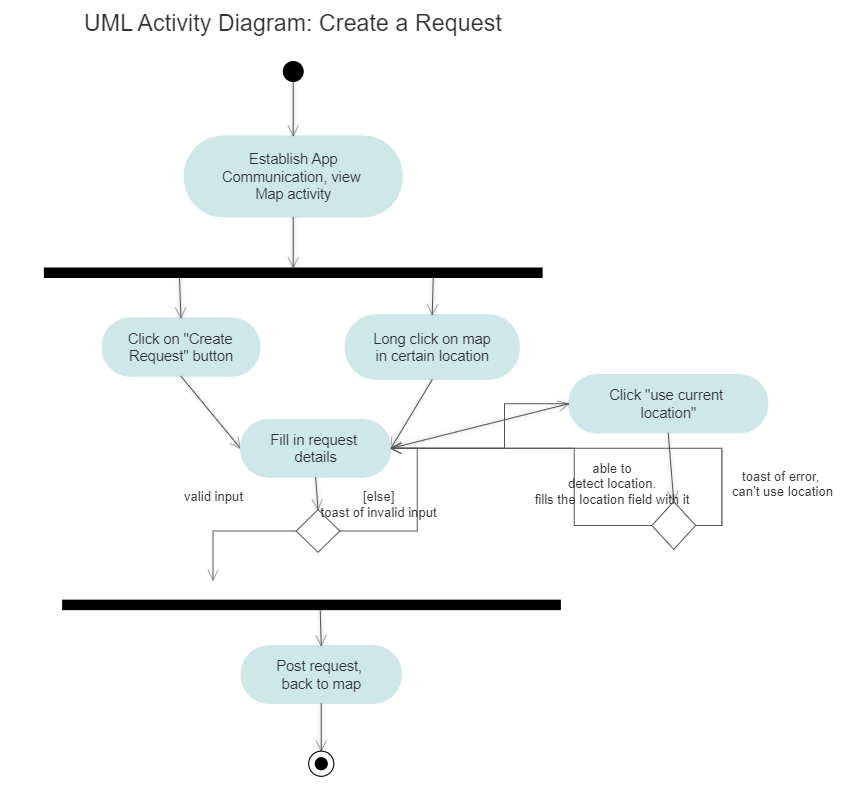 UML Activity Diagram: Create a Request
Establish App
Communication, view
Map activity
Click on "Create
Request" button
Long click on map
in certain location
Click "use current
location"
Fill in request
details
valid input
[else]
toast of invalid input
able to
detect location.
fills the location field with it
toast of error,
can't use location
Post request,
back to map